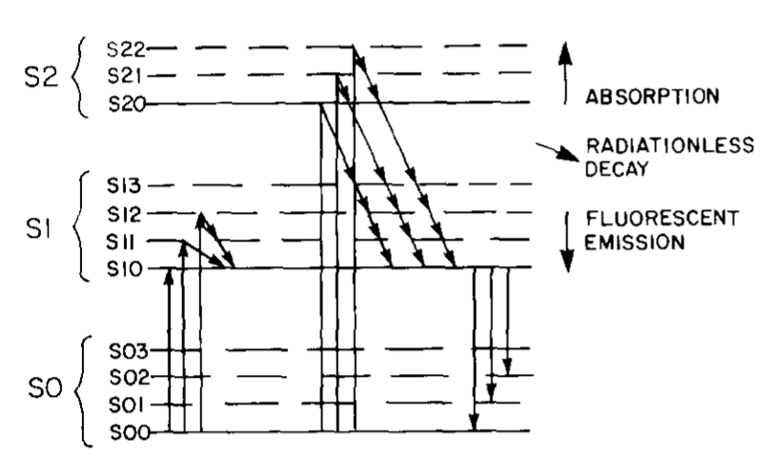 S2
S22
S21
S20
ABSORPTION
RADIATIONLESS
DECAY
S1
S13
S12
S11
S10
FLUORESCENT
EMISSION
S0
S03
S02
S01
S00